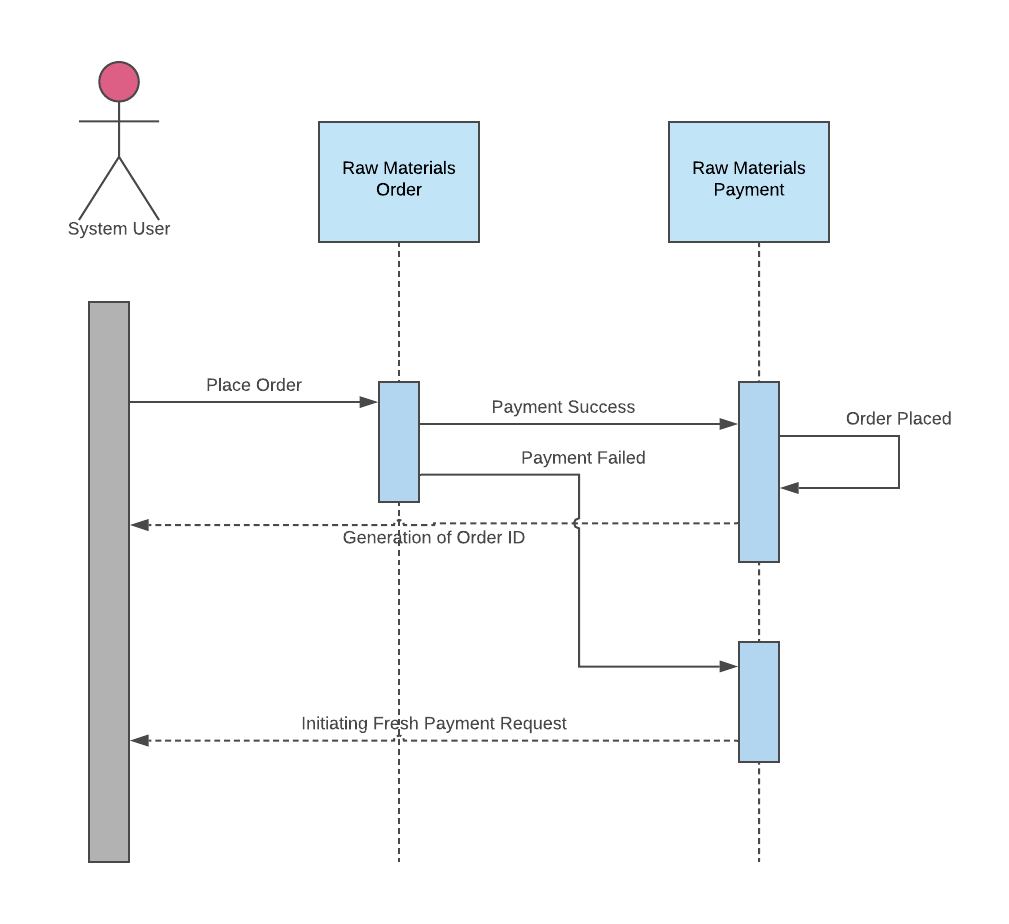 System User
Raw Materials
Order
Raw Materials
Payment
Place Order
Payment Success
Order Placed
Payment Failed
Generation of Order ID
Initiating Fresh Payment Request